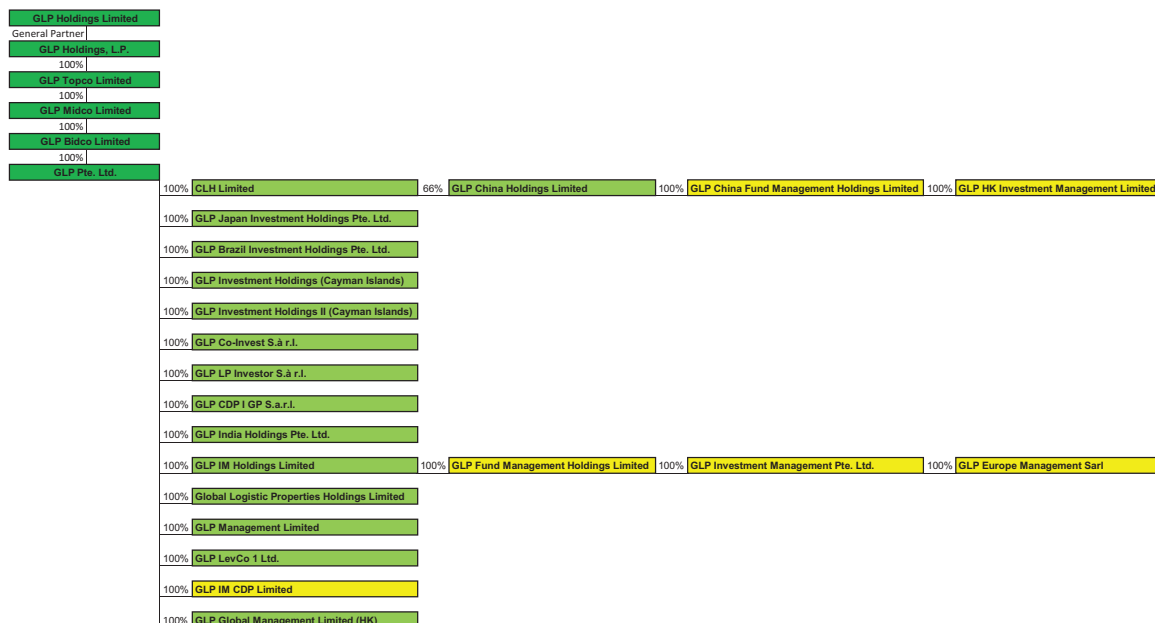 GLP Holdings Limited
General Partner
GLP Holdings, L.P.
100%
GLP Topco Limited
100%
GLP Midco Limited
100%
GLP Bidco Limited
100%
GLP Pte. Ltd.
100% CLH Limited 66% GLP China Holdings Limited 100% GLP China Fund Management Holdings Limited 100% GLP HK Investment Management Limited
100% GLP Japan Investment Holdings Pte. Ltd.
100% GLP Brazil Investment Holdings Pte. Ltd.
100% GLP Investment Holdings (Cayman Islands)
100% GLP Investment Holdings II (Cayman Islands)
100% GLP Co-Invest S.à r.l.
100% GLP LP Investor S.à r.l.
100% GLP CDP I GP S.a.r.l.
100% GLP India Holdings Pte. Ltd.
100% GLP IM Holdings Limited 100% GLP Fund Management Holdings Limited 100% GLP Investment Management Pte. Ltd. 100% GLP Europe Management Sarl
100% Global Logistic Properties Holdings Limited
100% GLP Management Limited
100% GLP LevCo 1 Ltd.
100% GLP IM CDP Limited
100% GLP Global Management Limited (HK)